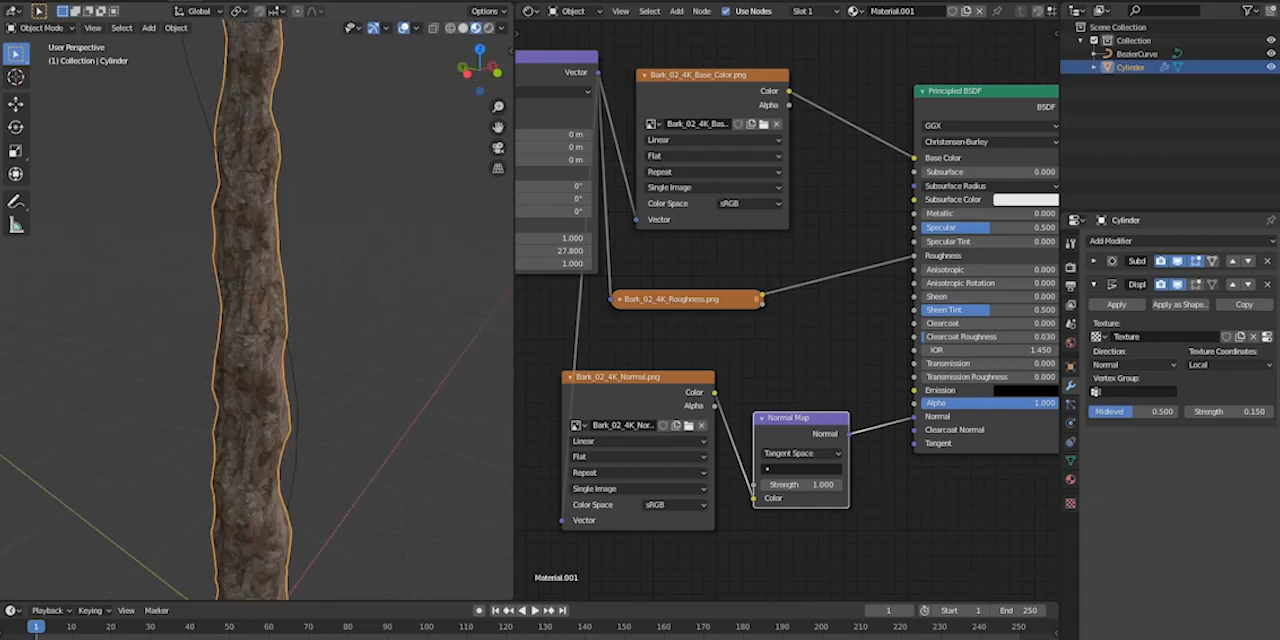 Global
Options
Object Mode
View
Select
Add
Object
User Perspective
(1) Collection | Cylinder
Object
View
Select
Add
Node
Use Nodes
Slot 1
Material.001
Vector
0 m
0 m
0 m
0°
0°
0°
1.000
27.800
1.000
Bark_02_4K_Base_Color.png
Color
Alpha
Bark_02_4K_Bas..
Linear
Flat
Repeat
Single Image
Color Space
sRGB
Vector
Bark_02_4K_Roughness.png
Bark_02_4K_Normal.png
Color
Alpha
Bark_02_4K_Nor..
Linear
Flat
Repeat
Single Image
Color Space
sRGB
Vector
Normal Map
Normal
Tangent Space
Strength 1.000
Color
Principled BSDF
BSDF
GGX
Christensen-Burley
Base Color
Subsurface 0.000
Subsurface Radius
Subsurface Color
Metallic 0.000
Specular 0.500
Specular Tint 0.000
Roughness
Anisotropic 0.000
Anisotropic Rotation 0.000
Sheen 0.000
Sheen Tint 0.500
Clearcoat 0.000
Clearcoat Roughness 0.030
IOR 1.450
Transmission 0.000
Transmission Roughness 0.000
Emission
Alpha 1.000
Normal
Clearcoat Normal
Tangent
Material.001
Scene Collection
Collection
BezierCurve
Cylinder
Cylinder
Add Modifier
Subd
Displ
Apply
Apply as Shape..
Copy
Texture:
Texture
Direction:
Texture Coordinates:
Normal
Local
Vertex Group:
Midlevel 0.500
Strength 0.150
Playback
Keying
View
Marker
1
Start 1
End 250
1 10 20 30 40 50 60 70 80 90 100 110 120 130 140 150 160 170 180 190 200 210 220 230 240 250